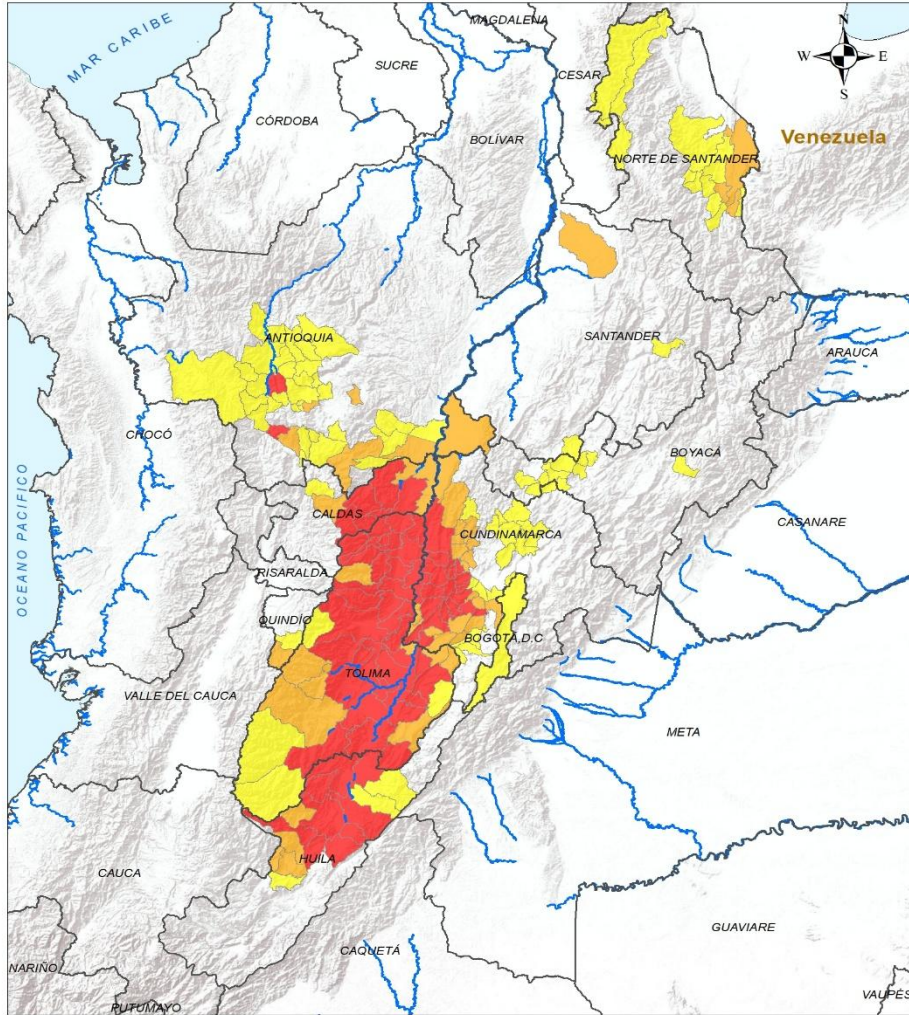 MAGDALENA
N
MAR CARIBE
SUCRE
CESAR
W
E
S
CÓRDOBA
BOLÍVAR
Venezuela
NORTE DE SANTANDER
ANTIOQUIA
SANTANDER
ARAUCA
CHOCÓ
BOYACÁ
CALDAS
CUNDINAMARCA
CASANARE
OCEANO PACIFICO
RISARALDA
QUINDÍO
BOGOTÁ,D.C
TOLIMA
VALLE DEL CAUCA
META
HUILA
CAUCA
GUAVIARE
CAQUETÁ
NARIÑO
PUTUMAYO
VAUPÉS